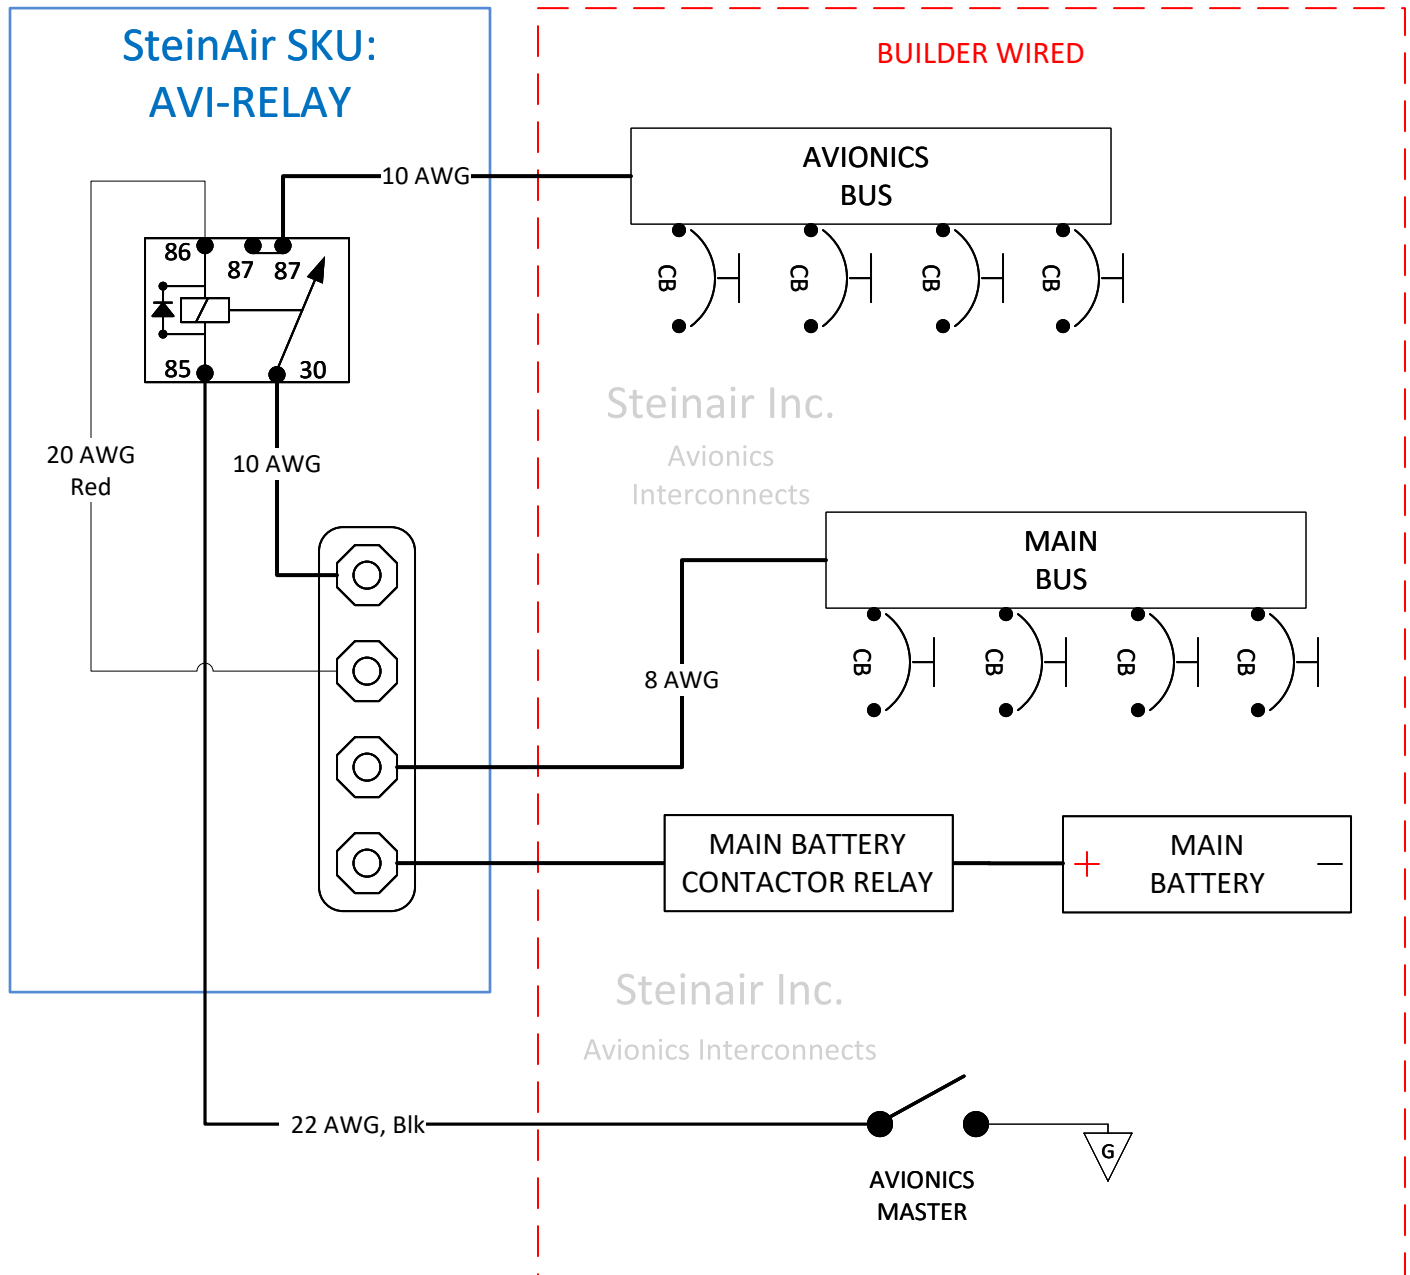 SteinAir SKU:
AVI-RELAY
BUILDER WIRED
10 AWG
AVIONICS
BUS
86
87 87
85
30
CB CB CB CB
20 AWG
Red
10 AWG
Steinair Inc.
Avionics
Interconnects
MAIN
BUS
CB CB CB CB
8 AWG
MAIN BATTERY
CONTACTOR RELAY
+
MAIN
BATTERY
—
Steinair Inc.
Avionics Interconnects
22 AWG, Blk
G
AVIONICS
MASTER